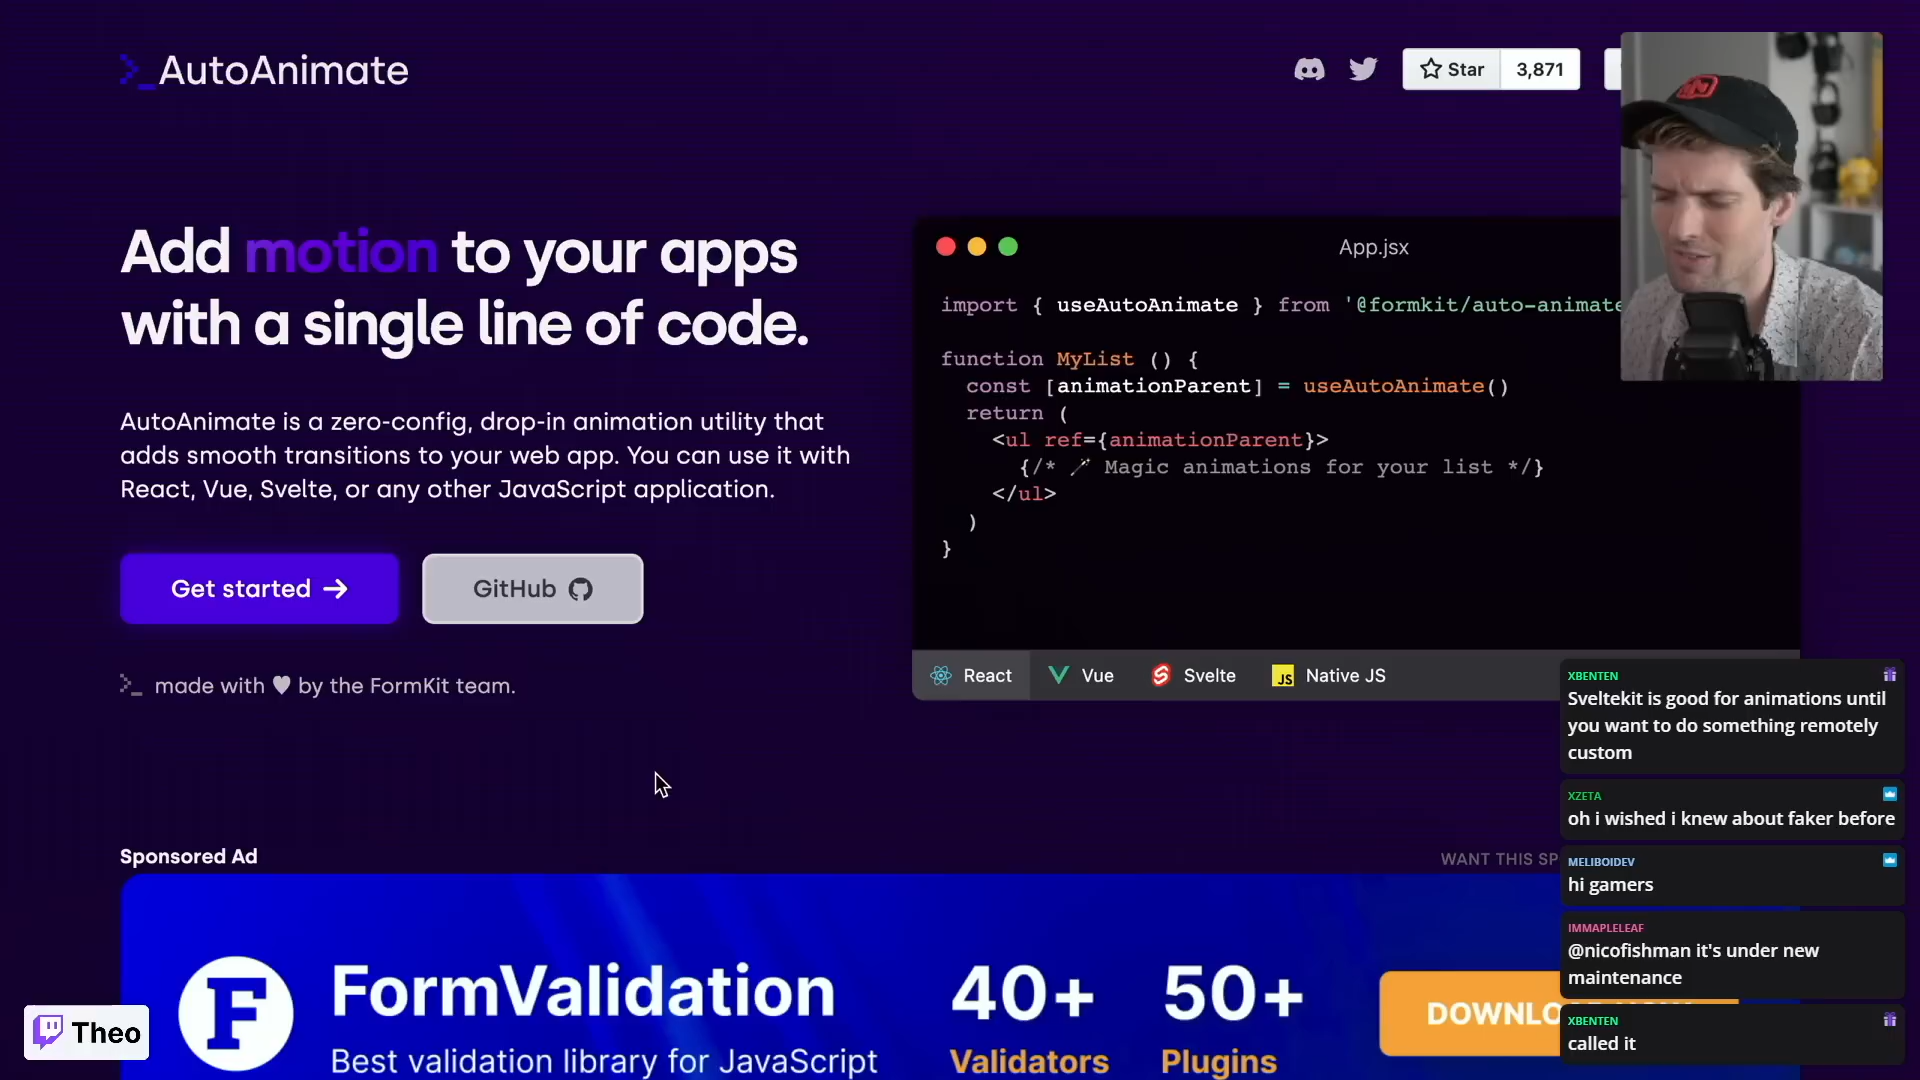 >_AutoAnimate
Star 3,871
Add motion to your apps
with a single line of code.
AutoAnimate is a zero-config, drop-in animation utility that
adds smooth transitions to your web app. You can use it with
React, Vue, Svelte, or any other JavaScript application.
Get started →
GitHub
>_ made with ♥ by the FormKit team.
App.jsx
import { useAutoAnimate } from '@formkit/auto-animate
function MyList () {
const [animationParent] = useAutoAnimate()
return (
<ul ref={animationParent}>
{/* 🪄 Magic animations for your list */}
</ul>
)
}
React
Vue
Svelte
JS Native JS
Sponsored Ad
WANT THIS SP
F
FormValidation
Best validation library for JavaScript
40+
Validators
50+
Plugins
XBENTEN
Sveltekit is good for animations until
you want to do something remotely
custom
XZETA
oh i wished i knew about faker before
MELIBOIDEV
hi gamers
IMMAPLELEAF
@nicofishman it's under new
maintenance
XBENTEN
called it
Theo